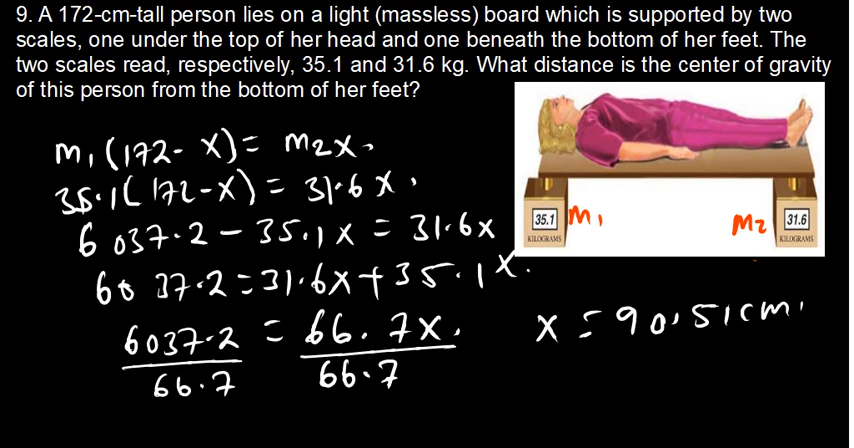 9. A 172-cm-tall person lies on a light (massless) board which is supported by two
scales, one under the top of her head and one beneath the bottom of her feet. The
two scales read, respectively, 35.1 and 31.6 kg. What distance is the center of gravity
of this person from the bottom of her feet?
m₁(172-x)= m₂x.
35.1(172-x)= 31.6x.
6037.2-35.1x = 31.6x
6037.2=31.6x+35.1x.
6037.2 = 66.7x.
66.7 66.7
x=90.51cm.
35.1 m₁
KILOGRAMS
m₂ 31.6
KILOGRAMS